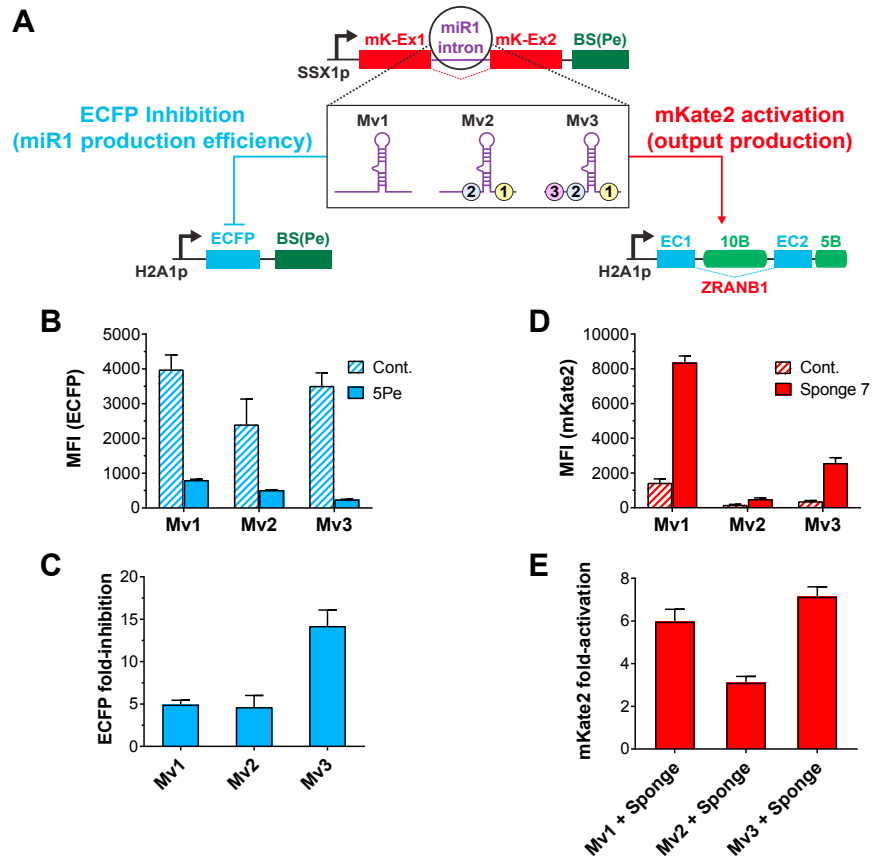 A
miR1
intron
mK-Ex1
mK-Ex2
BS(Pe)
SSX1p
ECFP Inhibition
(miR1 production efficiency)
mKate2 activation
(output production)
Mv1
Mv2
Mv3
2 1
3 2 1
ECFP
BS(Pe)
H2A1p
EC1
10B
EC2
5B
H2A1p
ZRANB1
B
MFI (ECFP)
5000
4000
3000
2000
1000
0
Cont.
5Pe
Mv1
Mv2
Mv3
D
MFI (mKate2)
10000
8000
6000
4000
2000
0
Cont.
Sponge 7
Mv1
Mv2
Mv3
C
ECFP fold-inhibition
20
15
10
5
0
Mv1
Mv2
Mv3
E
mKate2 fold-activation
8
6
4
2
0
Mv1 + Sponge
Mv2 + Sponge
Mv3 + Sponge